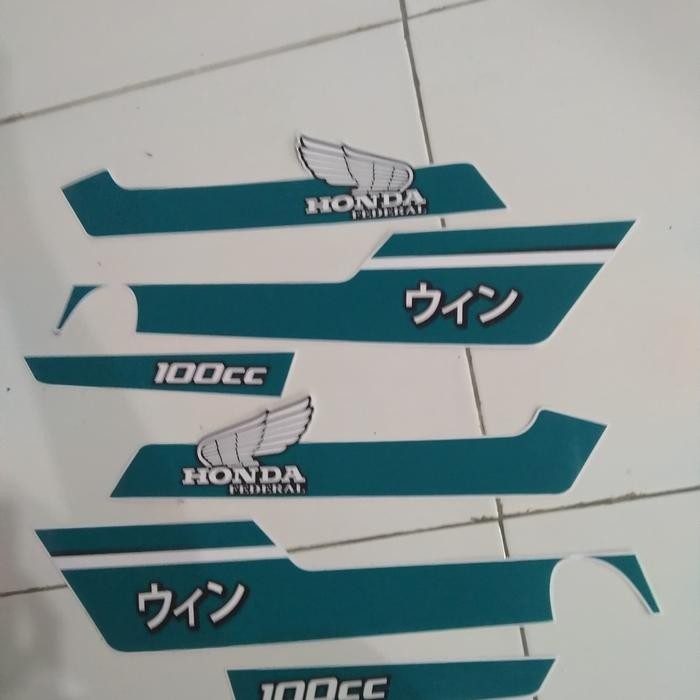 HONDA
FEDERAL
ウィン
100cc
HONDA
FEDERAL
ウィン
100cc